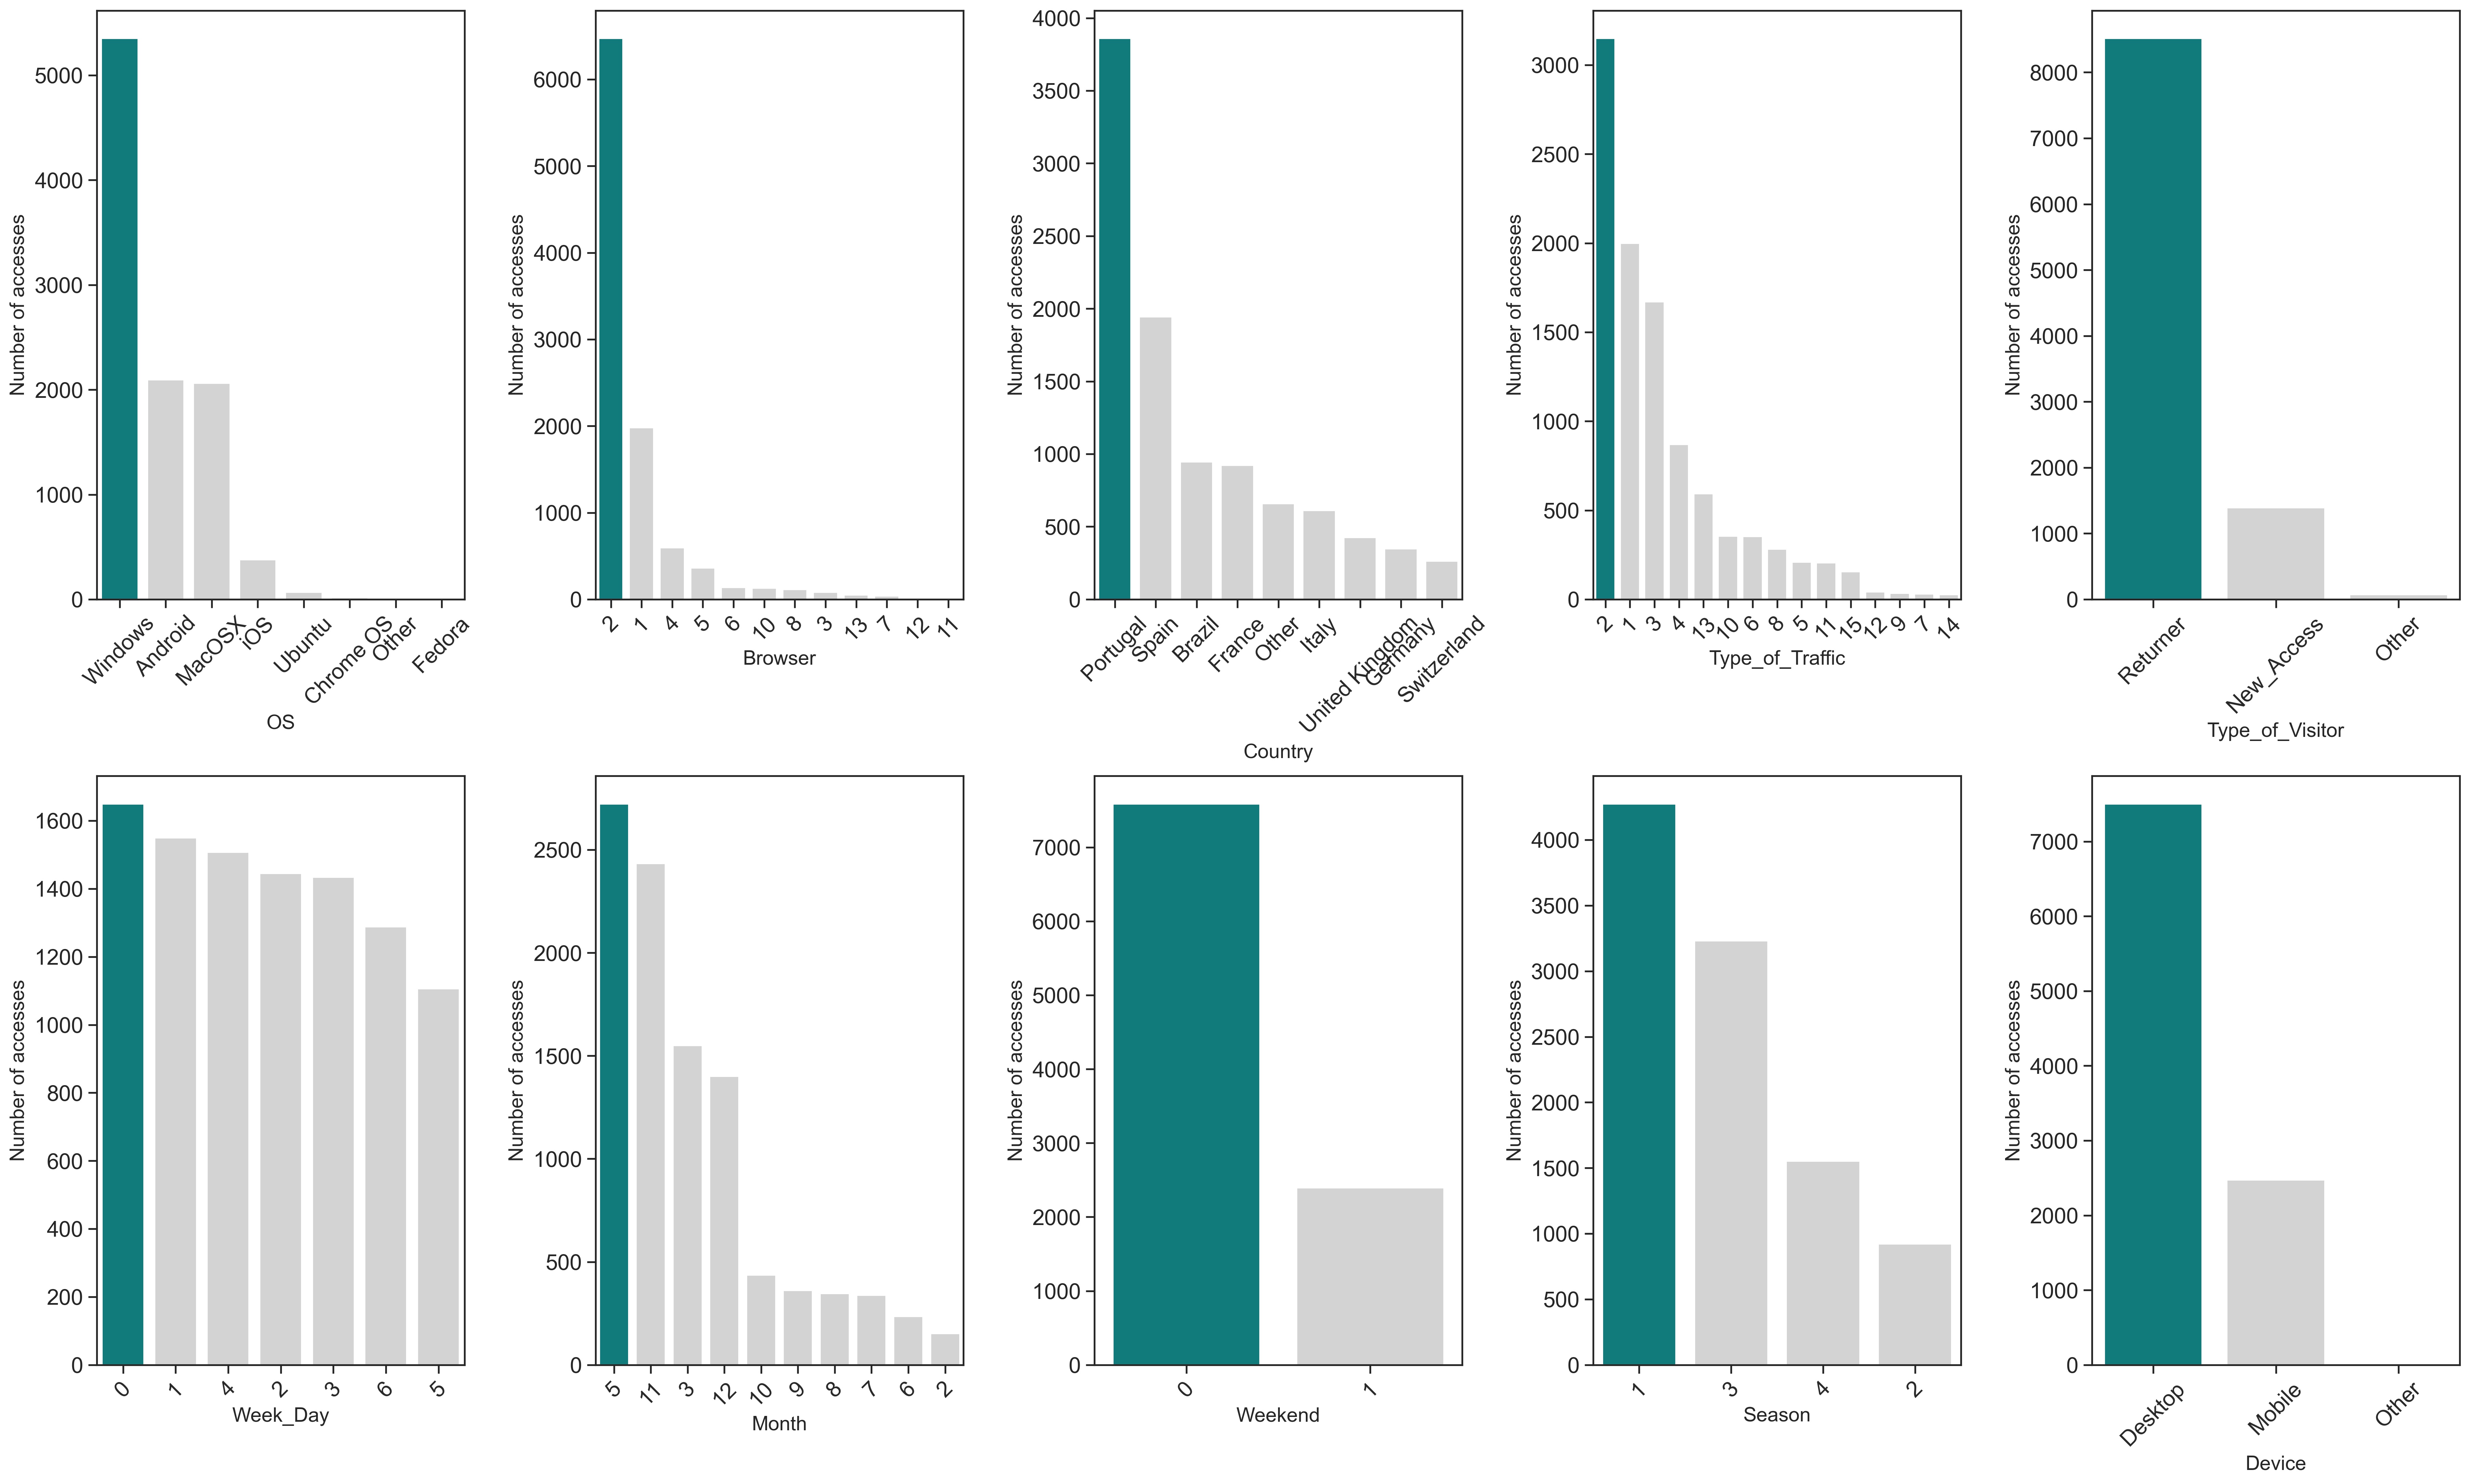 5000
4000
3000
2000
1000
0
Number of accesses
Windows
Android
MacOSX
iOS
Ubuntu
Chrome OS
Other
Fedora
OS
6000
5000
4000
3000
2000
1000
0
Number of accesses
2 1 4 5 6 10 8 3 13 7 12 11
Browser
4000
3500
3000
2500
2000
1500
1000
500
0
Number of accesses
Portugal
Spain
Brazil
France
Other
Italy
United Kingdom
Germany
Switzerland
Country
3000
2500
2000
1500
1000
500
0
Number of accesses
2 1 3 4 13 10 6 8 5 11 15 12 9 7 14
Type_of_Traffic
8000
7000
6000
5000
4000
3000
2000
1000
0
Number of accesses
Returner
New_Access
Other
Type_of_Visitor
1600
1400
1200
1000
800
600
400
200
0
Number of accesses
0 1 4 2 3 6 5
Week_Day
2500
2000
1500
1000
500
0
Number of accesses
5 11 3 12 10 9 8 7 6 2
Month
7000
6000
5000
4000
3000
2000
1000
0
Number of accesses
0 1
Weekend
4000
3500
3000
2500
2000
1500
1000
500
0
Number of accesses
1 3 4 2
Season
7000
6000
5000
4000
3000
2000
1000
0
Number of accesses
Desktop
Mobile
Other
Device